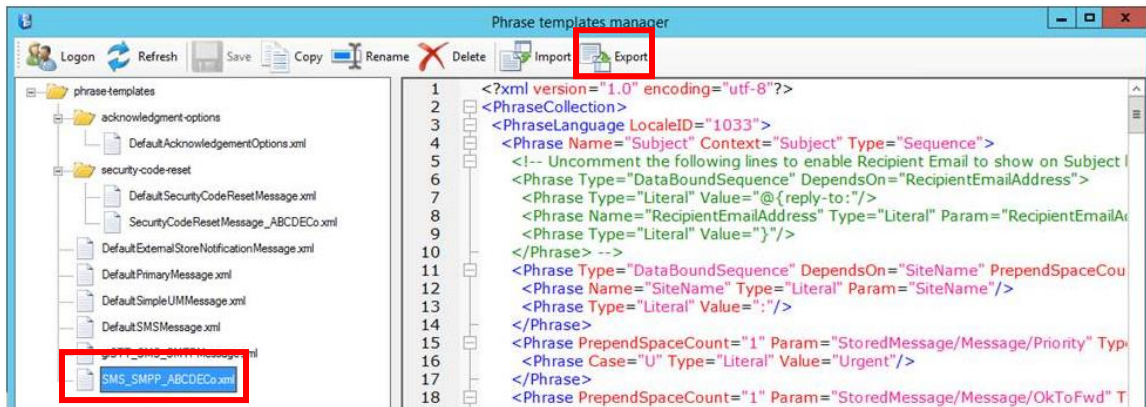 Phrase templates manager
Logon Refresh Save Copy Rename Delete Import Export
phrase-templates
acknowledgment-options
DefaultAcknowledgementOptions.xml
security-code-reset
DefaultSecurityCodeResetMessage.xml
SecurityCodeResetMessage_ABCDECo.xml
DefaultExternalStoreNotificationMessage.xml
DefaultPrimaryMessage.xml
DefaultSimpleUMMessage.xml
DefaultSMSMessage.xml
SMS_SMPP_ABCDECo.xml
1 <?xml version="1.0" encoding="utf-8"?>
2 <PhraseCollection>
3 <PhraseLanguage LocaleID="1033">
4 <Phrase Name="Subject" Context="Subject" Type="Sequence">
5 <!-- Uncomment the following lines to enable Recipient Email to show on Subject
6 <Phrase Type="DataBoundSequence" DependsOn="RecipientEmailAddress">
7 <Phrase Type="Literal" Value="@{reply-to:"/>
8 <Phrase Name="RecipientEmailAddress" Type="Literal" Param="RecipientEmailA
9 <Phrase Type="Literal" Value="}"/>
10 </Phrase> -->
11 <Phrase Type="DataBoundSequence" DependsOn="SiteName" PrependSpaceCou
12 <Phrase Name="SiteName" Type="Literal" Param="SiteName"/>
13 <Phrase Type="Literal" Value=":"/>
14 </Phrase>
15 <Phrase PrependSpaceCount="1" Param="StoredMessage/Message/Priority" Typ
16 <Phrase Case="U" Type="Literal" Value="Urgent"/>
17 </Phrase>
18 <Phrase PrependSpaceCount="1" Param="StoredMessage/Message/OkToFwd" T